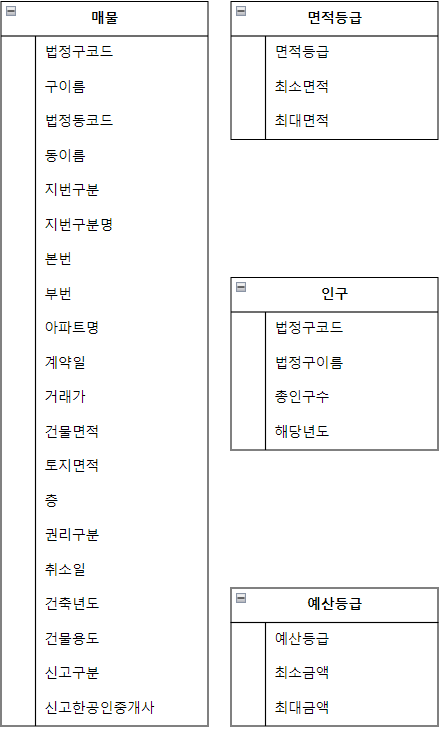 매물
법정구코드
구이름
법정동코드
동이름
지번구분
지번구분명
본번
부번
아파트명
계약일
거래가
건물면적
토지면적
층
권리구분
취소일
건축년도
건물용도
신고구분
신고한공인중개사
면적등급
면적등급
최소면적
최대면적
인구
법정구코드
법정구이름
총인구수
해당년도
예산등급
예산등급
최소금액
최대금액